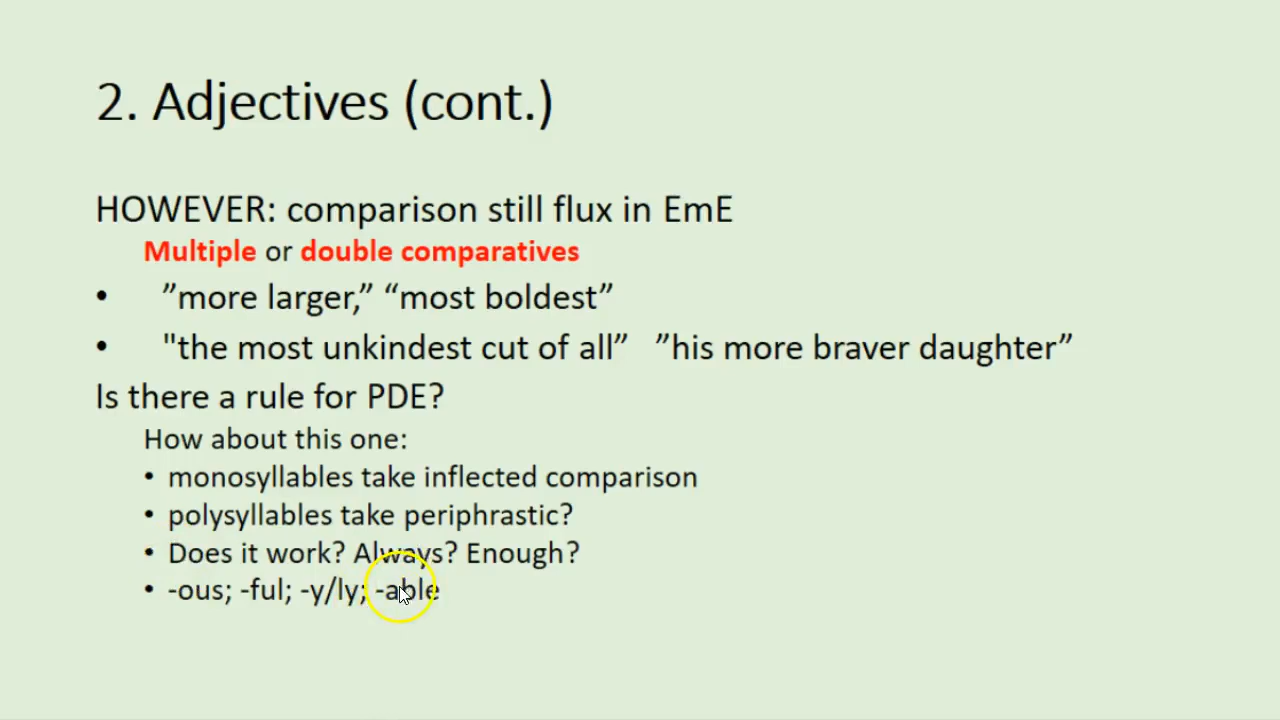 2. Adjectives (cont.)
HOWEVER: comparison still flux in EmE
Multiple or double comparatives
• ”more larger,” “most boldest”
• "the most unkindest cut of all” ”his more braver daughter”
Is there a rule for PDE?
How about this one:
• monosyllables take inflected comparison
• polysyllables take periphrastic?
• Does it work? Always? Enough?
• -ous; -ful; -y/ly; -able